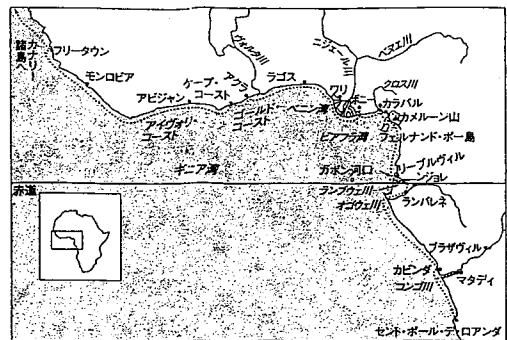 カナリー
諸島へ
フリータウン
モンロビア
アビジャン
ケープ・
コースト
アクラ
ヴォルタ川
ラゴス
ニジェール川
ベヌエ川
クロス川
ワリ
ボニー
カラバル
カメルーン山
アイヴォリ・
コースト
ゴールド・
コースト
ベニン湾
ビアフラ湾
フェルナンド・ポー島
ギニア湾
ガボン河口
リーブルヴィル
ンジョレ
赤道
ランブウェ川
オゴウェ川
ランバレネ
ブラザヴィル
カビンダ
コンゴ川
マタディ
セント・ポール・デ・ロアンダ